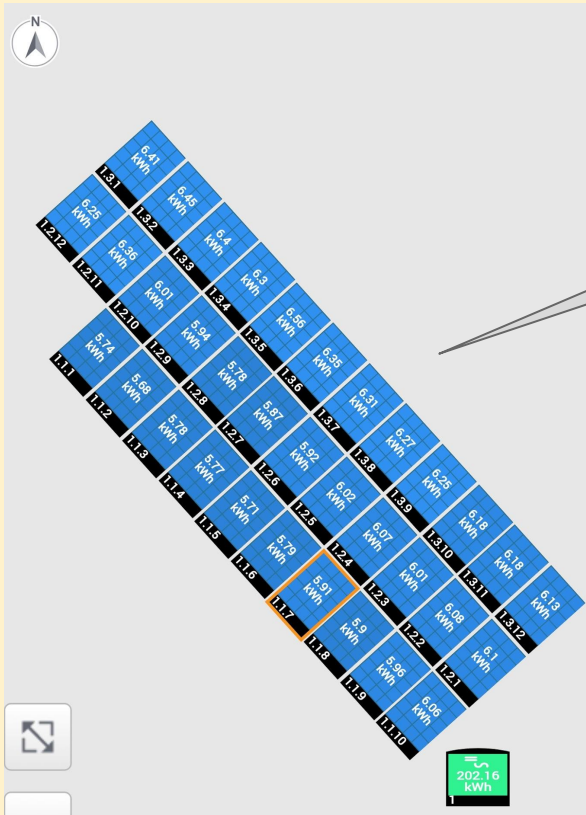 N
6.41
kWh
1.3.1
6.45
kWh
1.3.2
6.4
kWh
1.3.3
6.3
kWh
1.3.4
6.56
kWh
1.3.5
6.35
kWh
1.3.6
6.31
kWh
1.3.7
6.27
kWh
1.3.8
6.25
kWh
1.3.9
6.18
kWh
1.3.10
6.18
kWh
1.3.11
6.13
kWh
1.3.12
6.25
kWh
1.2.12
6.36
kWh
1.2.11
6.01
kWh
1.2.10
5.94
kWh
1.2.9
5.78
kWh
1.2.8
5.87
kWh
1.2.7
5.92
kWh
1.2.6
6.02
kWh
1.2.5
6.07
kWh
1.2.4
6.01
kWh
1.2.3
6.08
kWh
1.2.2
6.1
kWh
1.2.1
5.74
kWh
1.1.1
5.68
kWh
1.1.2
5.78
kWh
1.1.3
5.77
kWh
1.1.4
5.71
kWh
1.1.5
5.79
kWh
1.1.6
5.91
kWh
1.1.7
5.9
kWh
1.1.8
5.96
kWh
1.1.9
6.06
kWh
1.1.10
202.16
kWh
1